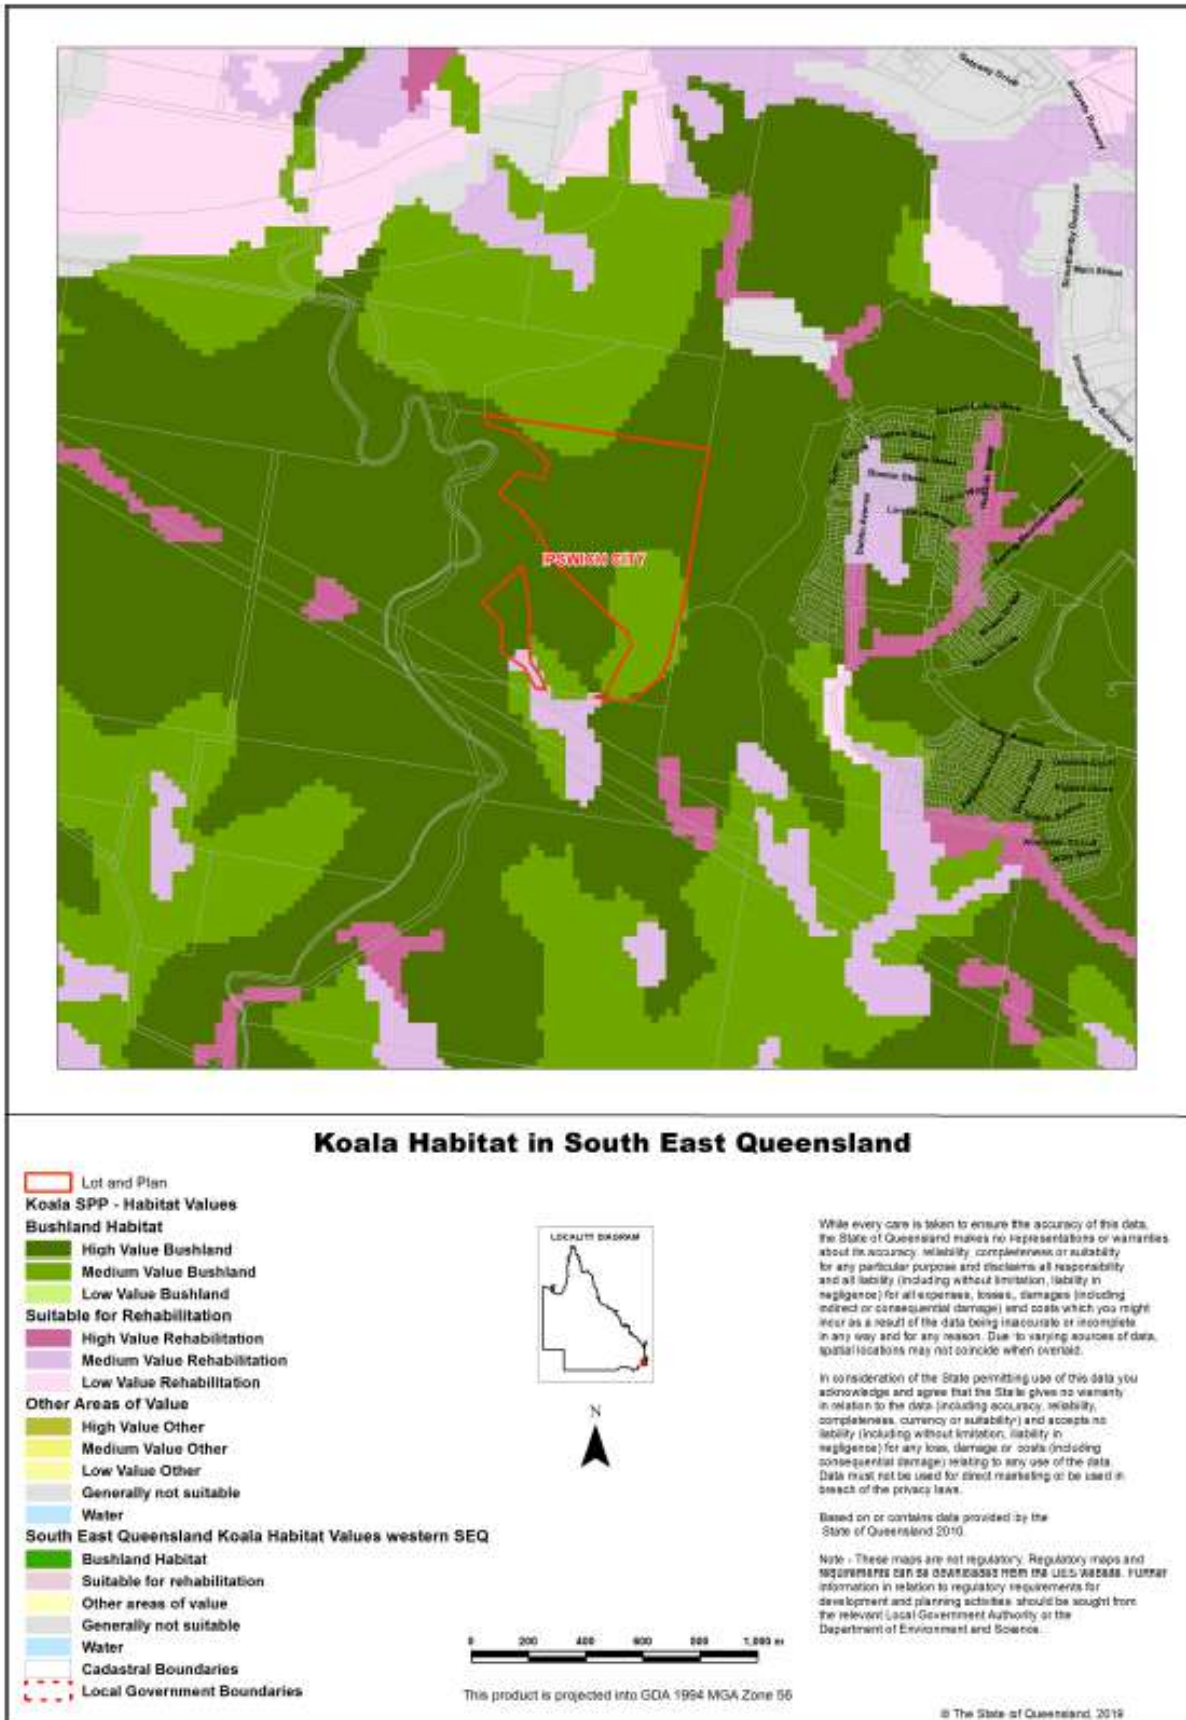 IPSWICH CITY
Koala Habitat in South East Queensland
Lot and Plan
Koala SPP - Habitat Values
Bushland Habitat
High Value Bushland
Medium Value Bushland
Low Value Bushland
Suitable for Rehabilitation
High Value Rehabilitation
Medium Value Rehabilitation
Low Value Rehabilitation
Other Areas of Value
High Value Other
Medium Value Other
Low Value Other
Generally not suitable
Water
South East Queensland Koala Habitat Values western SEQ
Bushland Habitat
Suitable for rehabilitation
Other areas of value
Generally not suitable
Water
Cadastral Boundaries
Local Government Boundaries
LOCALITY DIAGRAM
N
0 200 400 600 800 1,000 m
This product is projected into GDA 1994 MGA Zone 56
While every care is taken to ensure the accuracy of this data,
the State of Queensland makes no representations or warranties
about its accuracy, reliability, completeness or suitability
for any particular purpose and disclaims all responsibility
and all liability (including without limitation, liability in
negligence) for all expenses, losses, damages (including
indirect or consequential damage) and costs which you might
incur as a result of the data being inaccurate or incomplete
in any way and for any reason. Due to varying sources of data,
spatial locations may not coincide when overlaid.
In consideration of the State permitting use of this data you
acknowledge and agree that the State gives no warranty
in relation to the data (including accuracy, reliability,
completeness, currency or suitability) and accepts no
liability (including without limitation, liability in
negligence) for any loss, damage or costs (including
consequential damage) relating to any use of the data.
Data must not be used for direct marketing or be used in
breach of the privacy laws.
Based on or contains data provided by the
State of Queensland 2010.
Note - These maps are not regulatory. Regulatory maps and
requirements can be downloaded from the DES website. Further
information in relation to regulatory requirements for
development and planning activities should be sought from
the relevant Local Government Authority or the
Department of Environment and Science.
© The State of Queensland, 2019